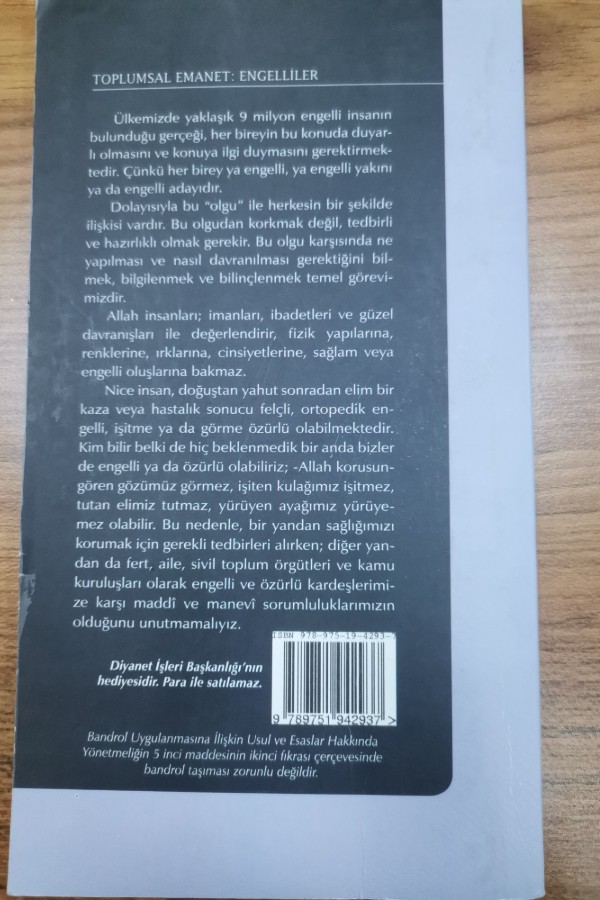 TOPLUMSAL EMANET: ENGELLİLER
Ülkemizde yaklaşık 9 milyon engelli insanın
bulunduğu gerçeği, her bireyin bu konuda duyar-
lı olmasını ve konuya ilgi duymasını gerektirmek-
tedir. Çünkü her birey ya engelli, ya engelli yakını
ya da engelli adayıdır.
Dolayısıyla bu “olgu” ile herkesin bir şekilde
ilişkisi vardır. Bu olgudan korkmak değil, tedbirli
ve hazırlıklı olmak gerekir. Bu olgu karşısında ne
yapılması ve nasıl davranılması gerektiğini bil-
mek, bilgilenmek ve bilinçlenmek temel görevi-
mizdir.
Allah insanları; imanları, ibadetleri ve güzel
davranışları ile değerlendirir, fizik yapılarına,
renklerine, ırklarına, cinsiyetlerine, sağlam veya
engelli oluşlarına bakmaz.
Nice insan, doğuştan yahut sonradan elim bir
kaza veya hastalık sonucu felçli, ortopedik en-
gelli, işitme ya da görme özürlü olabilmektedir.
Kim bilir belki de hiç beklenmedik bir anda bizler
de engelli ya da özürlü olabiliriz; -Allah korusun-
gören gözümüz görmez, işiten kulağımız işitmez,
tutan elimiz tutmaz, yürüyen ayağımız yürüye-
mez olabilir. Bu nedenle, bir yandan sağlığımızı
korumak için gerekli tedbirleri alırken; diğer yan-
dan da fert, aile, sivil toplum örgütleri ve kamu
kuruluşları olarak engelli ve özürlü kardeşlerimi-
ze karşı maddî ve manevî sorumluluklarımızın
olduğunu unutmamalıyız.
ISBN 978-975-19-4293-7
Diyanet İşleri Başkanlığı'nın
hediyesidir. Para ile satılamaz.
9 789751 942937 >
Bandrol Uygulanmasına İlişkin Usul ve Esaslar Hakkında
Yönetmeliğin 5 inci maddesinin ikinci fıkrası çerçevesinde
bandrol taşıması zorunlu değildir.